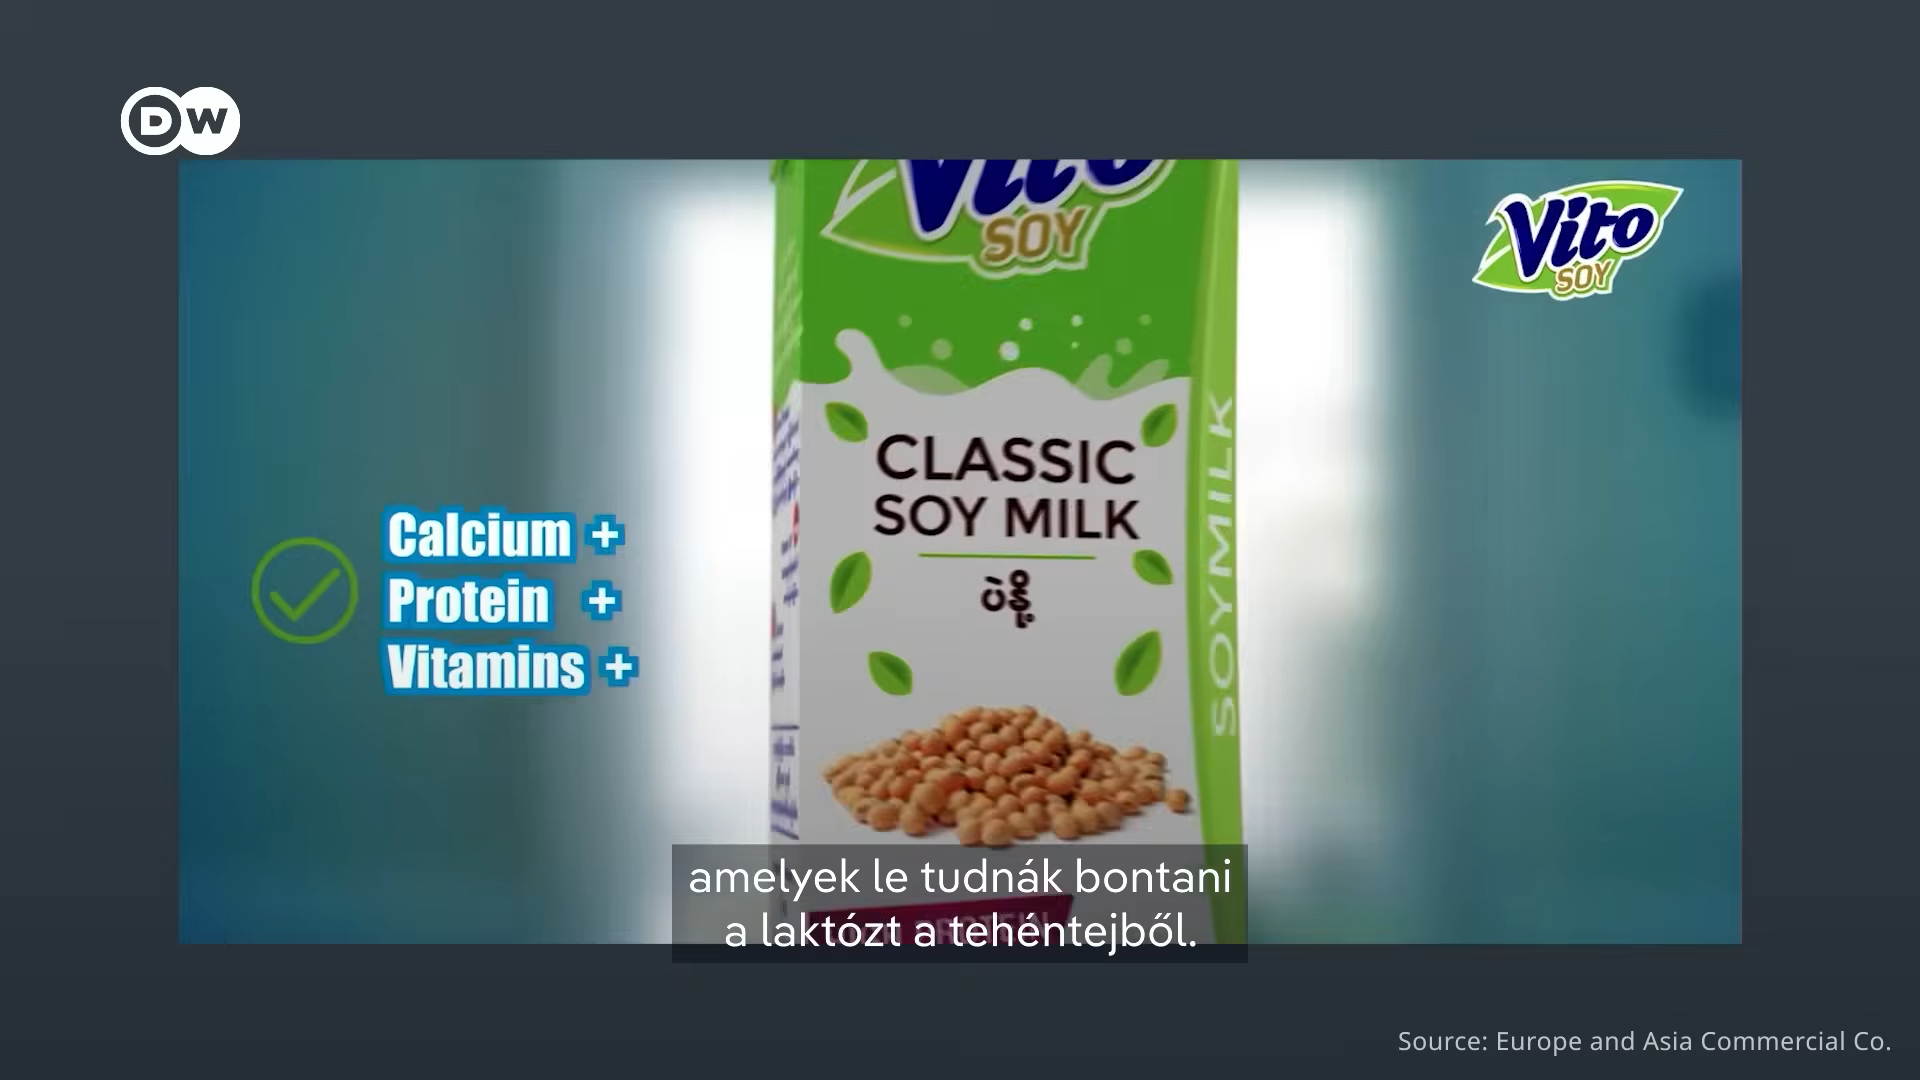 DW
Vito
SOY
Vito
SOY
CLASSIC
SOY MILK
ပဲနို့
SOYMILK
Calcium +
Protein +
Vitamins +
amelyek le tudnák bontani
a laktózt a tehéntejből.
Source: Europe and Asia Commercial Co.